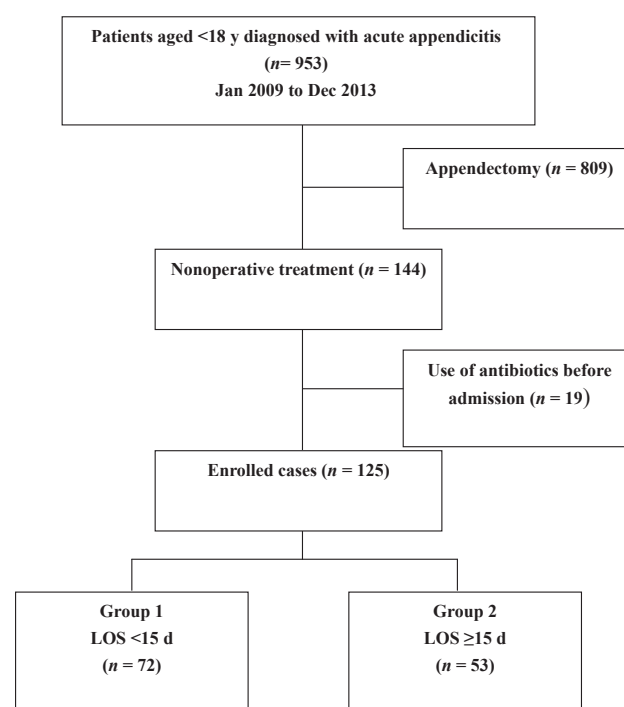 Patients aged <18 y diagnosed with acute appendicitis
(n= 953)
Jan 2009 to Dec 2013
Appendectomy (n = 809)
Nonoperative treatment (n = 144)
Use of antibiotics before
admission (n = 19)
Enrolled cases (n = 125)
Group 1
LOS <15 d
(n = 72)
Group 2
LOS ≥15 d
(n = 53)